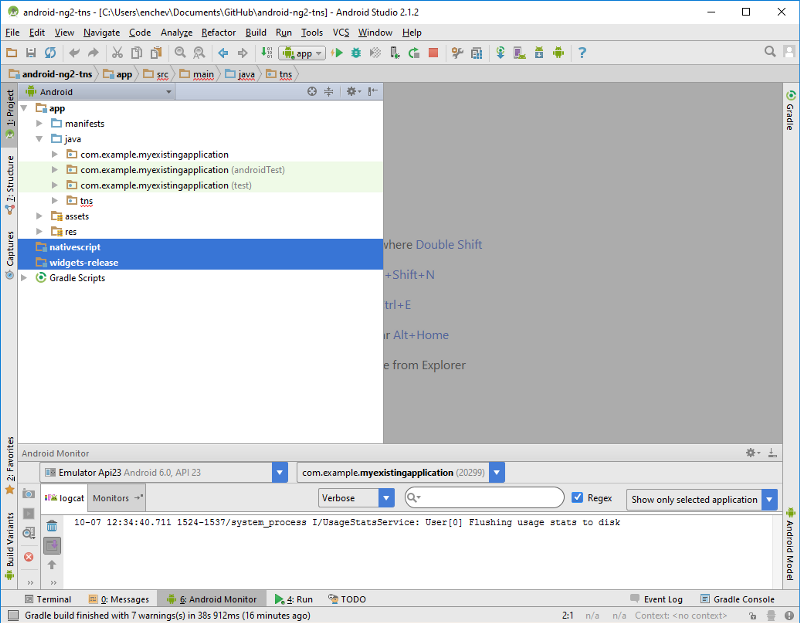 android-ng2-tns - [C:\Users\enchev\Documents\GitHub\android-ng2-tns] - Android Studio 2.1.2
File Edit View Navigate Code Analyze Refactor Build Run Tools VCS Window Help
app
android-ng2-tns app src main java tns
1: Project
7: Structure
Captures
2: Favorites
Build Variants
Android
app
manifests
java
com.example.myexistingapplication
com.example.myexistingapplication (androidTest)
com.example.myexistingapplication (test)
tns
assets
res
nativescript
widgets-release
Gradle Scripts
where Double Shift
+Shift+N
trl+E
ar Alt+Home
e from Explorer
Gradle
Android Model
Android Monitor
Emulator Api23 Android 6.0, API 23
com.example.myexistingapplication (20299)
logcat
Monitors
Verbose
Regex
Show only selected application
10-07 12:34:40.711 1524-1537/system_process I/UsageStatsService: User[0] Flushing usage stats to disk
Terminal 0: Messages 6: Android Monitor 4: Run TODO Event Log Gradle Console
Gradle build finished with 7 warnings(s) in 38s 912ms (16 minutes ago) 2:1 n/a n/a Context: <no context>